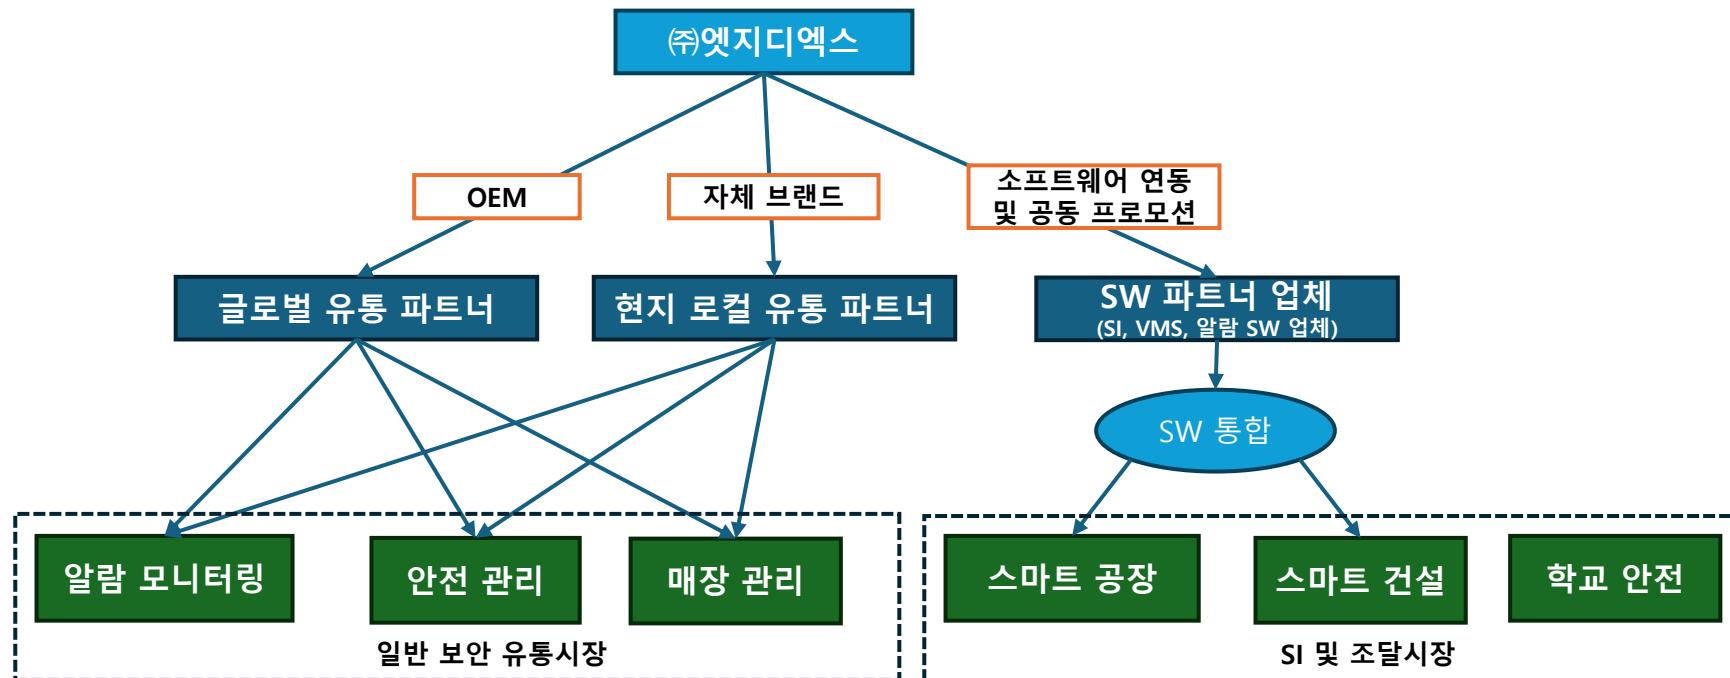 ㈜엣지디엑스
OEM
자체 브랜드
소프트웨어 연동
및 공동 프로모션
글로벌 유통 파트너
현지 로컬 유통 파트너
SW 파트너 업체
(SI, VMS, 알람 SW 업체)
SW 통합
알람 모니터링
안전 관리
매장 관리
스마트 공장
스마트 건설
학교 안전
일반 보안 유통시장
SI 및 조달시장